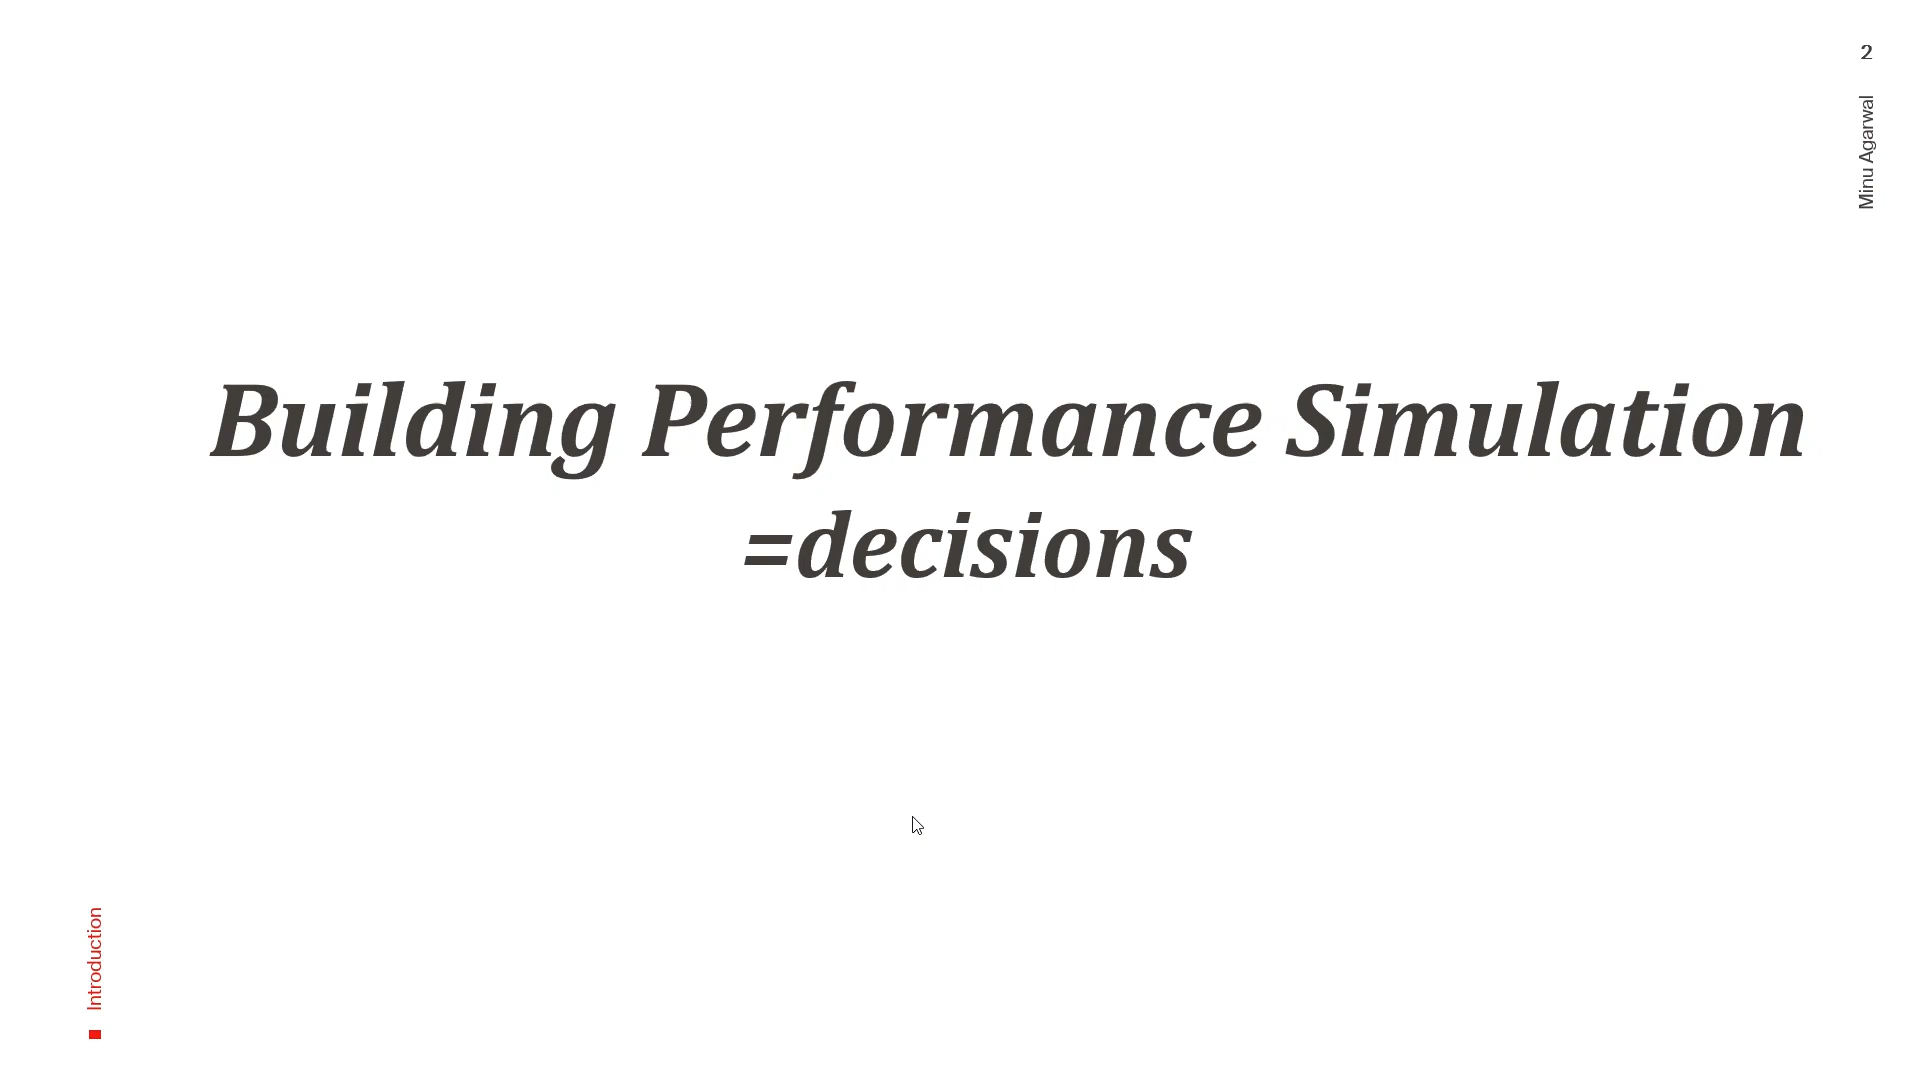 2
Minu Agarwal
Building Performance Simulation
=decisions
Introduction